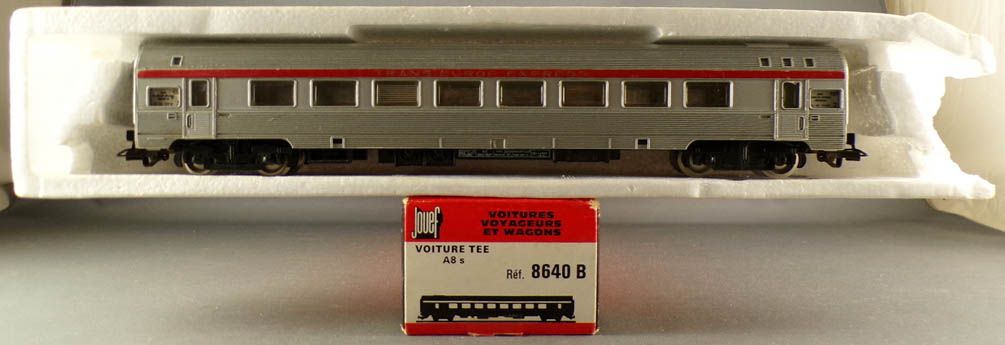 TRANS EUROP EXPRESS
Jouef
VOITURES
VOYAGEURS
ET WAGONS
VOITURE TEE
A8 s
Réf. 8640 B